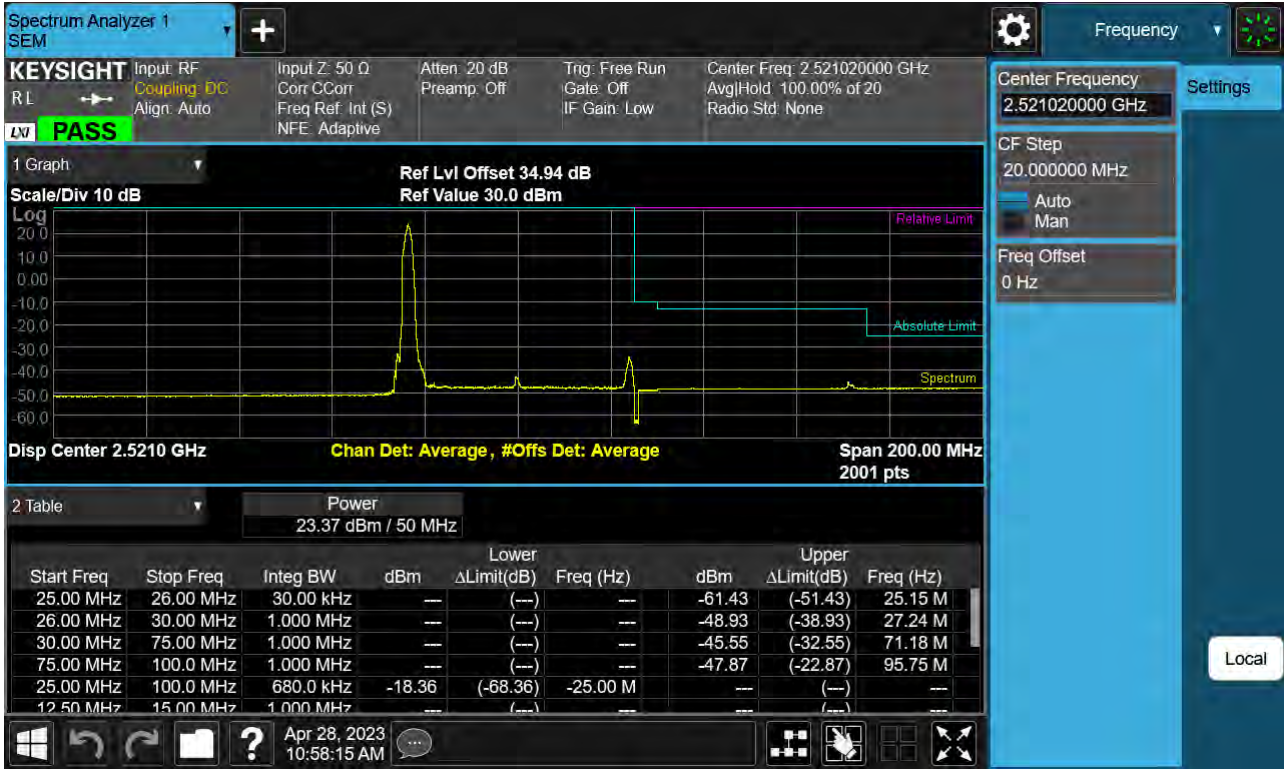 Spectrum Analyzer 1
SEM
Frequency
KEYSIGHT
RL
LXI
PASS
Input: RF
Coupling: DC
Align: Auto
Input Z: 50 Ω
Corr CCorr
Freq Ref: Int (S)
NFE: Adaptive
Atten: 20 dB
Preamp: Off
Trig: Free Run
Gate: Off
IF Gain: Low
Center Freq: 2.521020000 GHz
Avg|Hold: 100.00% of 20
Radio Std: None
Center Frequency
2.521020000 GHz
Settings
CF Step
20.000000 MHz
Auto
Man
Freq Offset
0 Hz
Local
1 Graph
Scale/Div 10 dB
Ref Lvl Offset 34.94 dB
Ref Value 30.0 dBm
Log
20.0
10.0
0.00
-10.0
-20.0
-30.0
-40.0
-50.0
-60.0
Relative Limit
Absolute Limit
Spectrum
Disp Center 2.5210 GHz
Chan Det: Average , #Offs Det: Average
Span 200.00 MHz
2001 pts
2 Table
Power
23.37 dBm / 50 MHz
Lower Upper
Start Freq Stop Freq Integ BW dBm ΔLimit(dB) Freq (Hz) dBm ΔLimit(dB) Freq (Hz)
25.00 MHz 26.00 MHz 30.00 kHz --- (---) --- -61.43 (-51.43) 25.15 M
26.00 MHz 30.00 MHz 1.000 MHz --- (---) --- -48.93 (-38.93) 27.24 M
30.00 MHz 75.00 MHz 1.000 MHz --- (---) --- -45.55 (-32.55) 71.18 M
75.00 MHz 100.0 MHz 1.000 MHz --- (---) --- -47.87 (-22.87) 95.75 M
25.00 MHz 100.0 MHz 680.0 kHz -18.36 (-68.36) -25.00 M --- (---) ---
12.50 MHz 15.00 MHz 1.000 MHz --- (---) --- --- (---) ---
?
Apr 28, 2023
10:58:15 AM